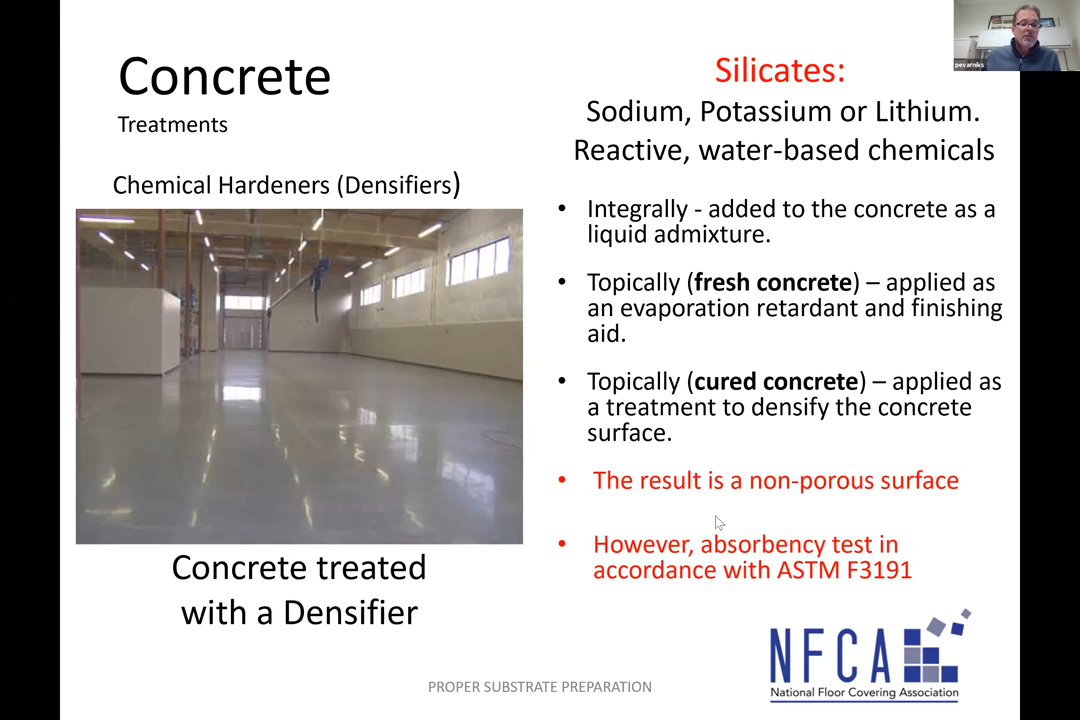 Concrete
Treatments
Chemical Hardeners (Densifiers)
Concrete treated
with a Densifier
Silicates:
Sodium, Potassium or Lithium.
Reactive, water-based chemicals
• Integrally - added to the concrete as a
liquid admixture.
• Topically (fresh concrete) – applied as
an evaporation retardant and finishing
aid.
• Topically (cured concrete) – applied as
a treatment to densify the concrete
surface.
• The result is a non-porous surface
• However, absorbency test in
accordance with ASTM F3191
PROPER SUBSTRATE PREPARATION
NFCA
National Floor Covering Association
pevarniks